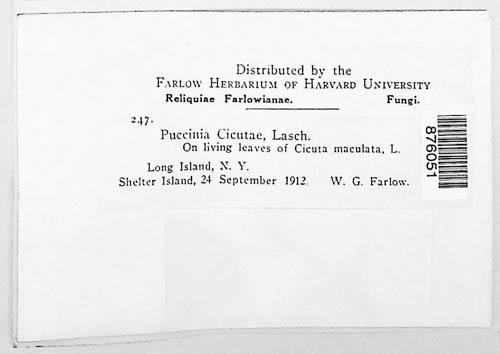 Distributed by the
FARLOW HERBARIUM OF HARVARD UNIVERSITY
Reliquiae Farlowianae. Fungi.
247.
Puccinia Cicutae, Lasch.
On living leaves of Cicuta maculata, L.
Long Island, N. Y.
Shelter Island, 24 September 1912. W. G. Farlow.
876051